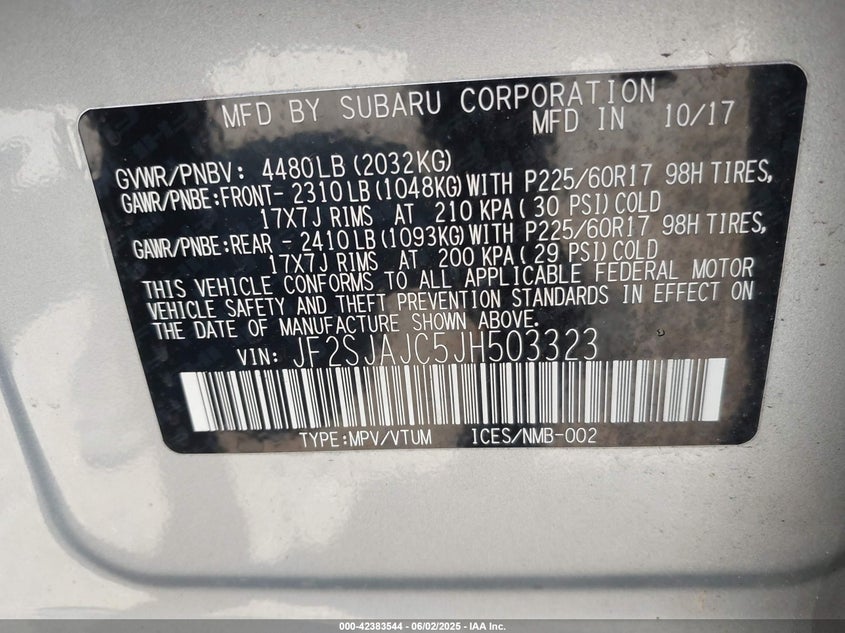 MFD BY SUBARU CORPORATION
MFD IN 10/17
GVWR/PNBV: 4480LB(2032KG)
GAWR/PNBE:FRONT- 2310LB(1048KG)WITH P225/60R17 98H TIRES,
17X7J RIMS AT 210 KPA( 30 PSI)COLD
GAWR/PNBE:REAR - 2410LB(1093KG)WITH P225/60R17 98H TIRES,
17X7J RIMS AT 200 KPA( 29 PSI)COLD
THIS VEHICLE CONFORMS TO ALL APPLICABLE FEDERAL MOTOR
VEHICLE SAFETY AND THEFT PREVENTION STANDARDS IN EFFECT ON
THE DATE OF MANUFACTURE SHOWN ABOVE.
VIN: JF2SJAJC5JH503323
TYPE:MPV/VTUM ICES/NMB-002
000-42383544 - 06/02/2025 - IAA Inc.